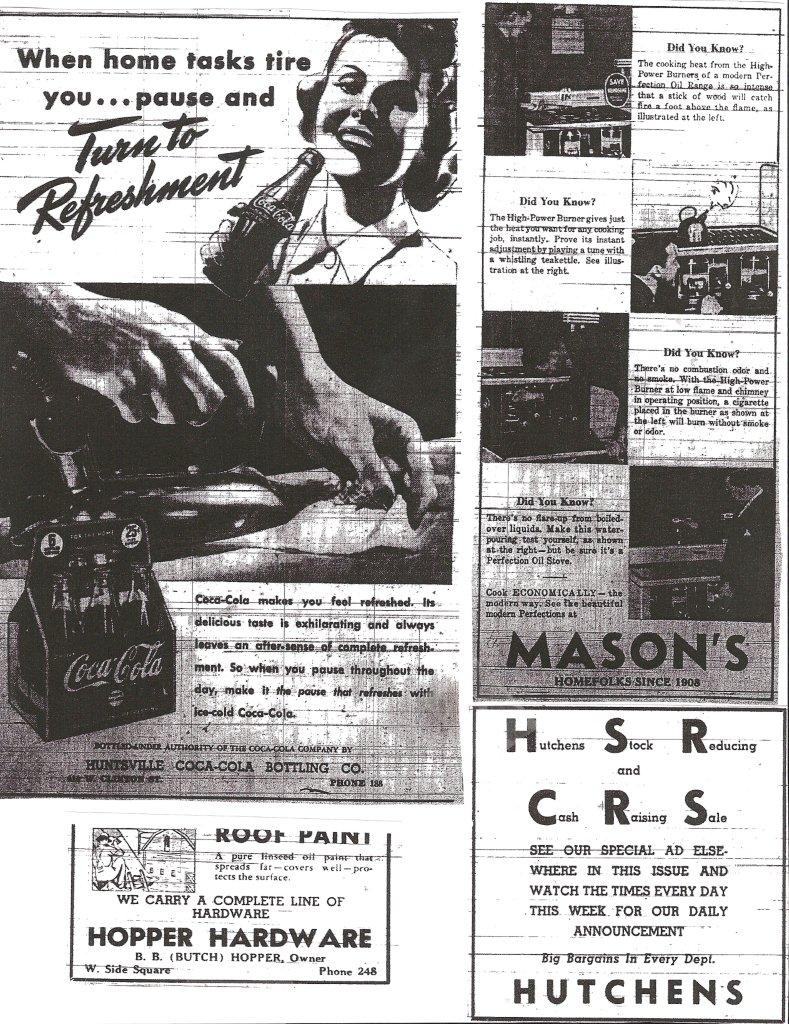 When home tasks tire
you...pause and
Turn to
Refreshment
Coca-Cola
6
FOR THE HOME
25¢
Coca-Cola
Coca-Cola makes you feel refreshed. Its
delicious taste is exhilarating and always
leaves an after-sense of complete refresh-
ment. So when you pause throughout the
day, make it the pause that refreshes with
ice-cold Coca-Cola.
BOTTLED UNDER AUTHORITY OF THE COCA-COLA COMPANY BY
HUNTSVILLE COCA-COLA BOTTLING CO.
W. CLINTON ST. PHONE 188
ROOF PAINT
A pure linseed oil paint that
spreads far—covers well—pro-
tects the surface.
WE CARRY A COMPLETE LINE OF
HARDWARE
HOPPER HARDWARE
B. B. (BUTCH) HOPPER, Owner
W. Side Square Phone 248
SAVE
Did You Know?
The cooking heat from the High-
Power Burners of a modern Per-
fection Oil Range is so intense
that a stick of wood will catch
fire a foot above the flame, as
illustrated at the left.
Did You Know?
The High-Power Burner gives just
the heat you want for any cooking
job, instantly. Prove its instant
adjustment by playing a tune with
a whistling teakettle. See illus-
tration at the right.
Did You Know?
There's no combustion odor and
no smoke. With the High-Power
Burner at low flame and chimney
in operating position, a cigarette
placed in the burner as shown at
the left will burn without smoke
or odor.
Did You Know?
There's no flare-up from boiled-
over liquids. Make this water-
pouring test yourself, as shown
at the right—but be sure it's a
Perfection Oil Stove.
Cook ECONOMICALLY—the
modern way. See the beautiful
modern Perfections at
MASON'S
HOMEFOLKS SINCE 1908
Hutchens Stock Reducing
and
Cash Raising Sale
SEE OUR SPECIAL AD ELSE-
WHERE IN THIS ISSUE AND
WATCH THE TIMES EVERY DAY
THIS WEEK FOR OUR DAILY
ANNOUNCEMENT
Big Bargains In Every Dept.
HUTCHENS